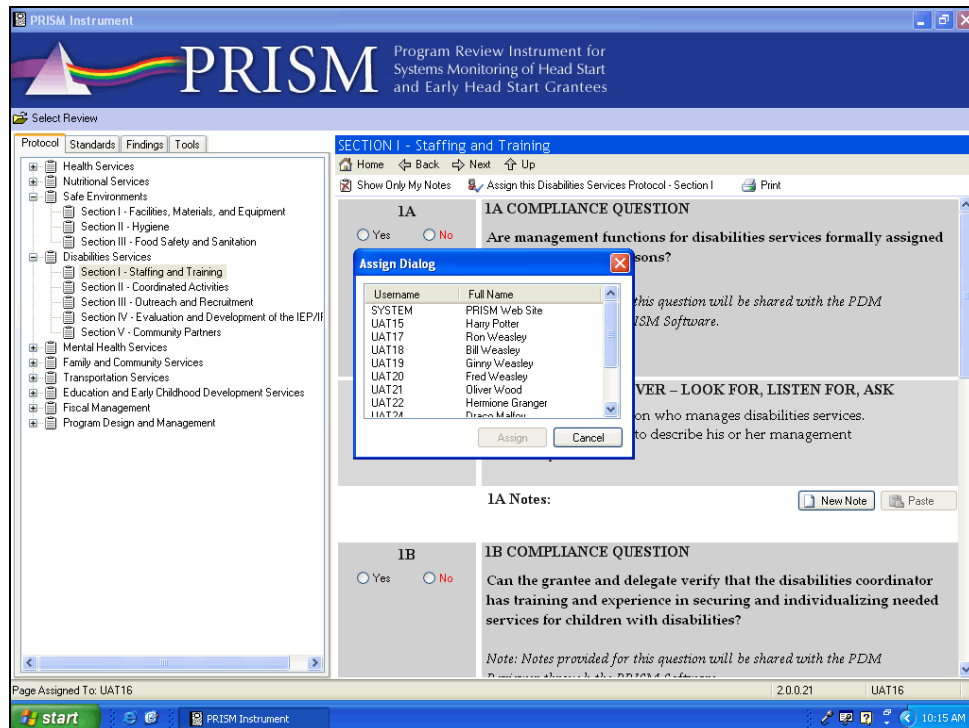 PRISM Instrument
PRISM
Program Review Instrument for
Systems Monitoring of Head Start
and Early Head Start Grantees
Select Review
Protocol Standards Findings Tools
Health Services
Nutritional Services
Safe Environments
Section I - Facilities, Materials, and Equipment
Section II - Hygiene
Section III - Food Safety and Sanitation
Disabilities Services
Section I - Staffing and Training
Section II - Coordinated Activities
Section III - Outreach and Recruitment
Section IV - Evaluation and Development of the IEP/IF
Section V - Community Partners
Mental Health Services
Family and Community Services
Transportation Services
Education and Early Childhood Development Services
Fiscal Management
Program Design and Management
SECTION I - Staffing and Training
Home Back Next Up
Show Only My Notes Assign this Disabilities Services Protocol - Section I Print
1A
Yes No
1A COMPLIANCE QUESTION
Are management functions for disabilities services formally assigned
sons?
this question will be shared with the PDM
ISM Software.
VER – LOOK FOR, LISTEN FOR, ASK
on who manages disabilities services.
to describe his or her management
Assign Dialog
Username Full Name
SYSTEM PRISM Web Site
UAT15 Harry Potter
UAT17 Ron Weasley
UAT18 Bill Weasley
UAT19 Ginny Weasley
UAT20 Fred Weasley
UAT21 Oliver Wood
UAT22 Hermione Granger
UAT24 Draco Malfoy
Assign Cancel
1A Notes:
New Note Paste
1B
Yes No
1B COMPLIANCE QUESTION
Can the grantee and delegate verify that the disabilities coordinator
has training and experience in securing and individualizing needed
services for children with disabilities?
Note: Notes provided for this question will be shared with the PDM
Reviewer through the PRISM Software.
Page Assigned To: UAT16
2.0.0.21
UAT16
start
PRISM Instrument
10:15 AM